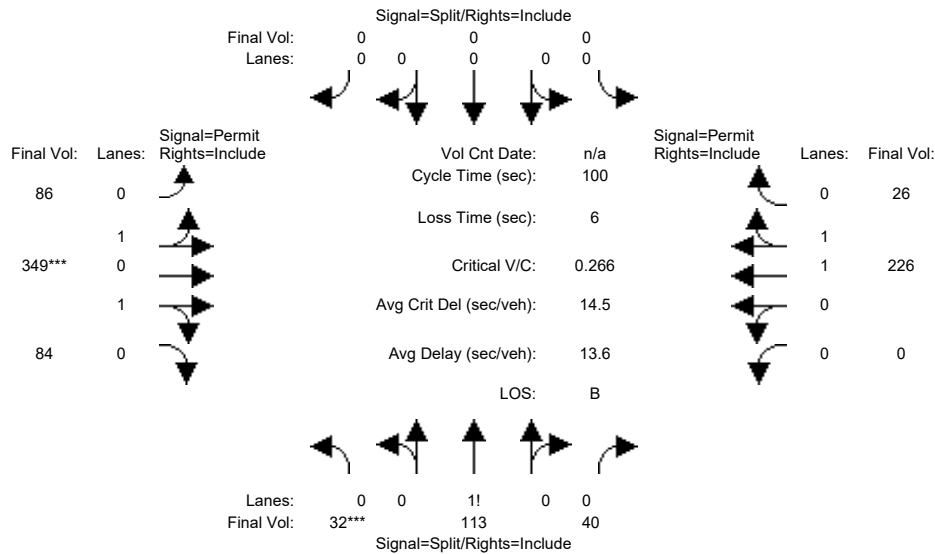 Signal=Split/Rights=Include
Final Vol: 0 0 0
Lanes: 0 0 0 0 0
Signal=Permit
Final Vol: Lanes: Rights=Include
Vol Cnt Date: n/a
Signal=Permit
Rights=Include Lanes: Final Vol:
Cycle Time (sec): 100
86 0
0 26
Loss Time (sec): 6
1
1
349*** 0
Critical V/C: 0.266
1 226
1
Avg Crit Del (sec/veh): 14.5
0
84 0
Avg Delay (sec/veh): 13.6
0 0
LOS: B
Lanes: 0 0 1! 0 0
Final Vol: 32*** 113 40
Signal=Split/Rights=Include